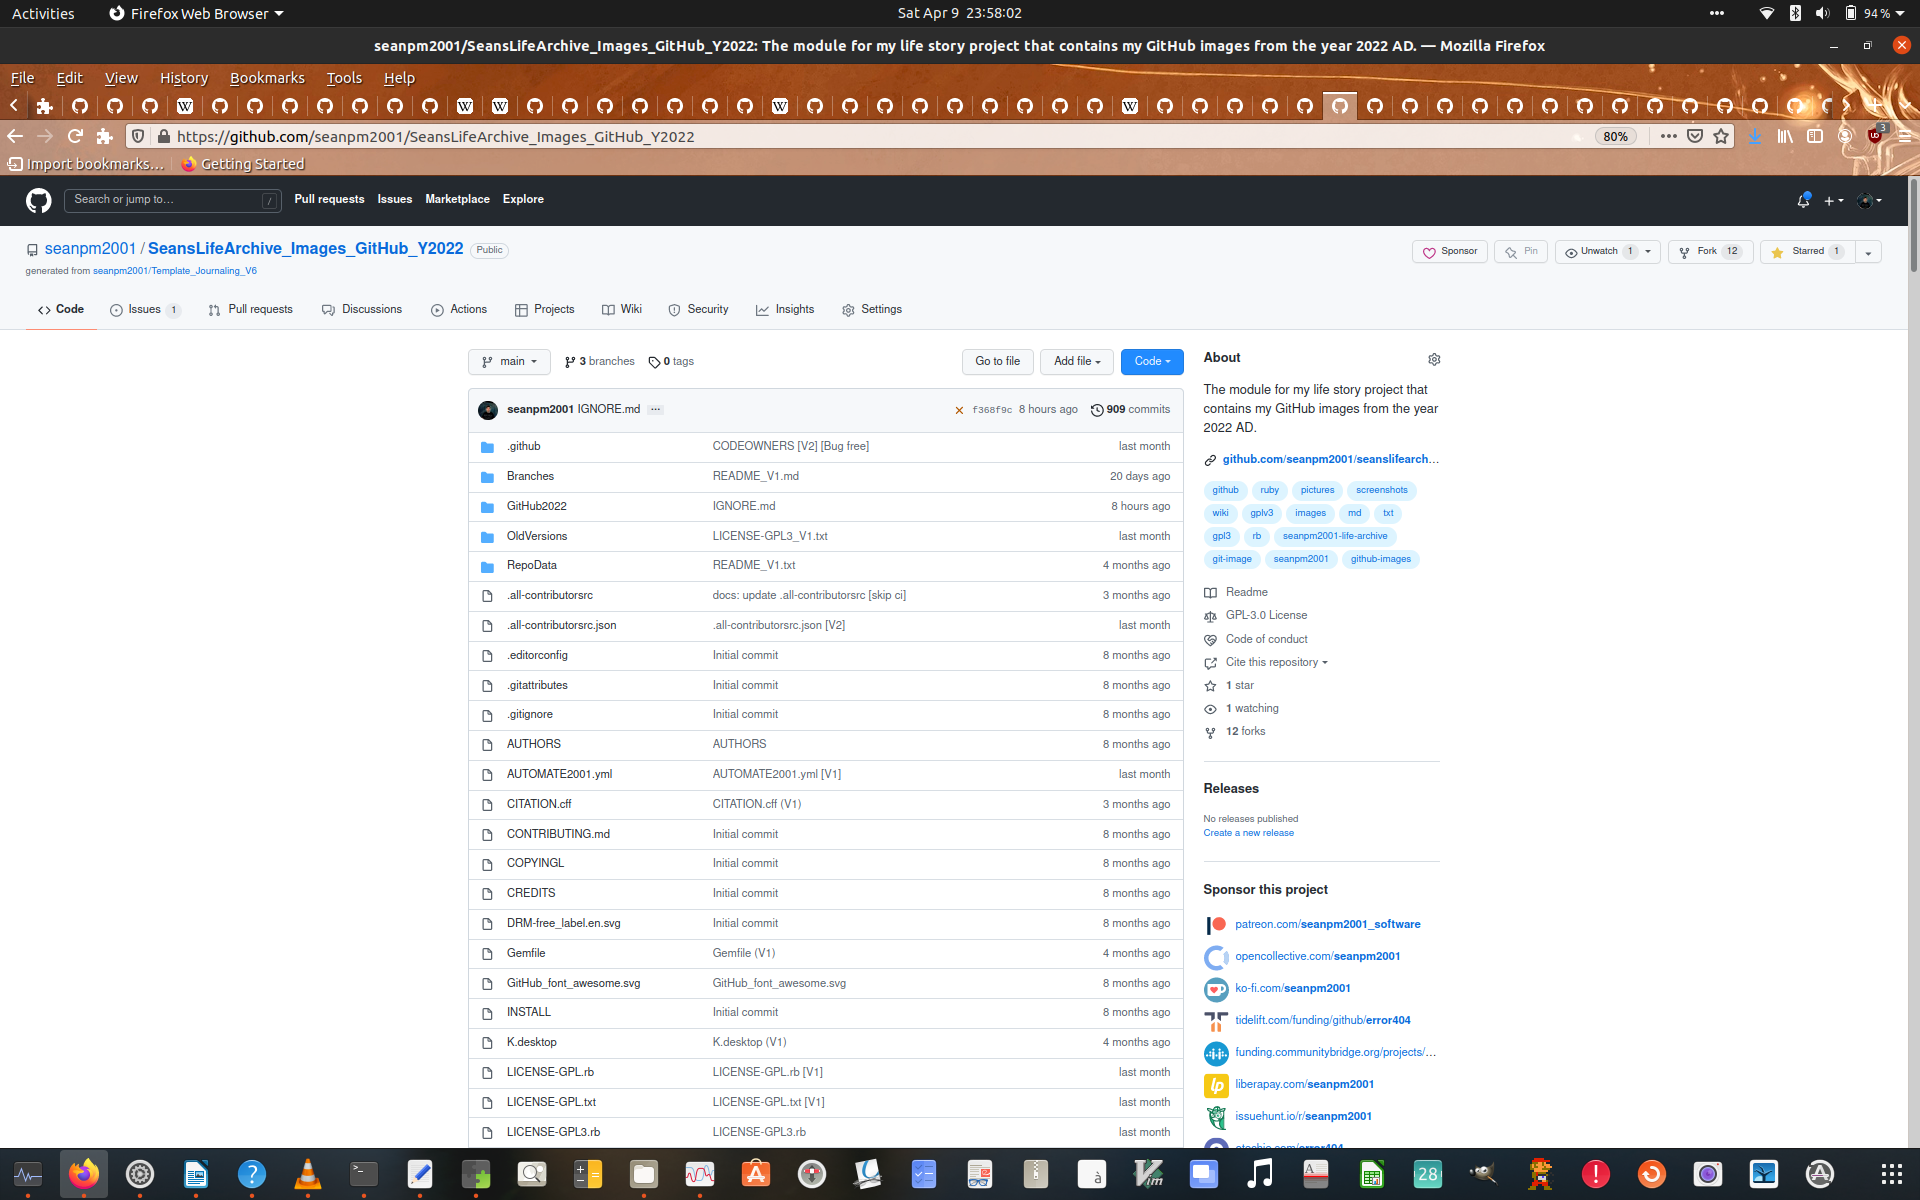 Activities Firefox Web Browser Sat Apr 9 23:58:02 94 %
seanpm2001/SeansLifeArchive_Images_GitHub_Y2022: The module for my life story project that contains my GitHub images from the year 2022 AD. — Mozilla Firefox
File Edit View History Bookmarks Tools Help
https://github.com/seanpm2001/SeansLifeArchive_Images_GitHub_Y2022 80% 3
Import bookmarks... Getting Started
Search or jump to... / Pull requests Issues Marketplace Explore
seanpm2001 / SeansLifeArchive_Images_GitHub_Y2022 Public Sponsor Pin Unwatch 1 Fork 12 Starred 1
generated from seanpm2001/Template_Journaling_V6
Code Issues 1 Pull requests Discussions Actions Projects Wiki Security Insights Settings
main 3 branches 0 tags Go to file Add file Code
seanpm2001 IGNORE.md ... f368f9c 8 hours ago 909 commits
.github CODEOWNERS [V2] [Bug free] last month
Branches README_V1.md 20 days ago
GitHub2022 IGNORE.md 8 hours ago
OldVersions LICENSE-GPL3_V1.txt last month
RepoData README_V1.txt 4 months ago
.all-contributorsrc docs: update .all-contributorsrc [skip ci] 3 months ago
.all-contributorsrc.json .all-contributorsrc.json [V2] last month
.editorconfig Initial commit 8 months ago
.gitattributes Initial commit 8 months ago
.gitignore Initial commit 8 months ago
AUTHORS AUTHORS 8 months ago
AUTOMATE2001.yml AUTOMATE2001.yml [V1] last month
CITATION.cff CITATION.cff (V1) 3 months ago
CONTRIBUTING.md Initial commit 8 months ago
COPYINGL Initial commit 8 months ago
CREDITS Initial commit 8 months ago
DRM-free_label.en.svg Initial commit 8 months ago
Gemfile Gemfile (V1) 4 months ago
GitHub_font_awesome.svg GitHub_font_awesome.svg 8 months ago
INSTALL Initial commit 8 months ago
K.desktop K.desktop (V1) 4 months ago
LICENSE-GPL.rb LICENSE-GPL.rb [V1] last month
LICENSE-GPL.txt LICENSE-GPL.txt [V1] last month
LICENSE-GPL3.rb LICENSE-GPL3.rb last month
About
The module for my life story project that
contains my GitHub images from the year
2022 AD.
github.com/seanpm2001/seanslifearch...
github ruby pictures screenshots
wiki gplv3 images md txt
gpl3 rb seanpm2001-life-archive
git-image seanpm2001 github-images
Readme
GPL-3.0 License
Code of conduct
Cite this repository
1 star
1 watching
12 forks
Releases
No releases published
Create a new release
Sponsor this project
patreon.com/seanpm2001_software
opencollective.com/seanpm2001
ko-fi.com/seanpm2001
tidelift.com/funding/github/error404
funding.communitybridge.org/projects/...
liberapay.com/seanpm2001
issuehunt.io/r/seanpm2001
28